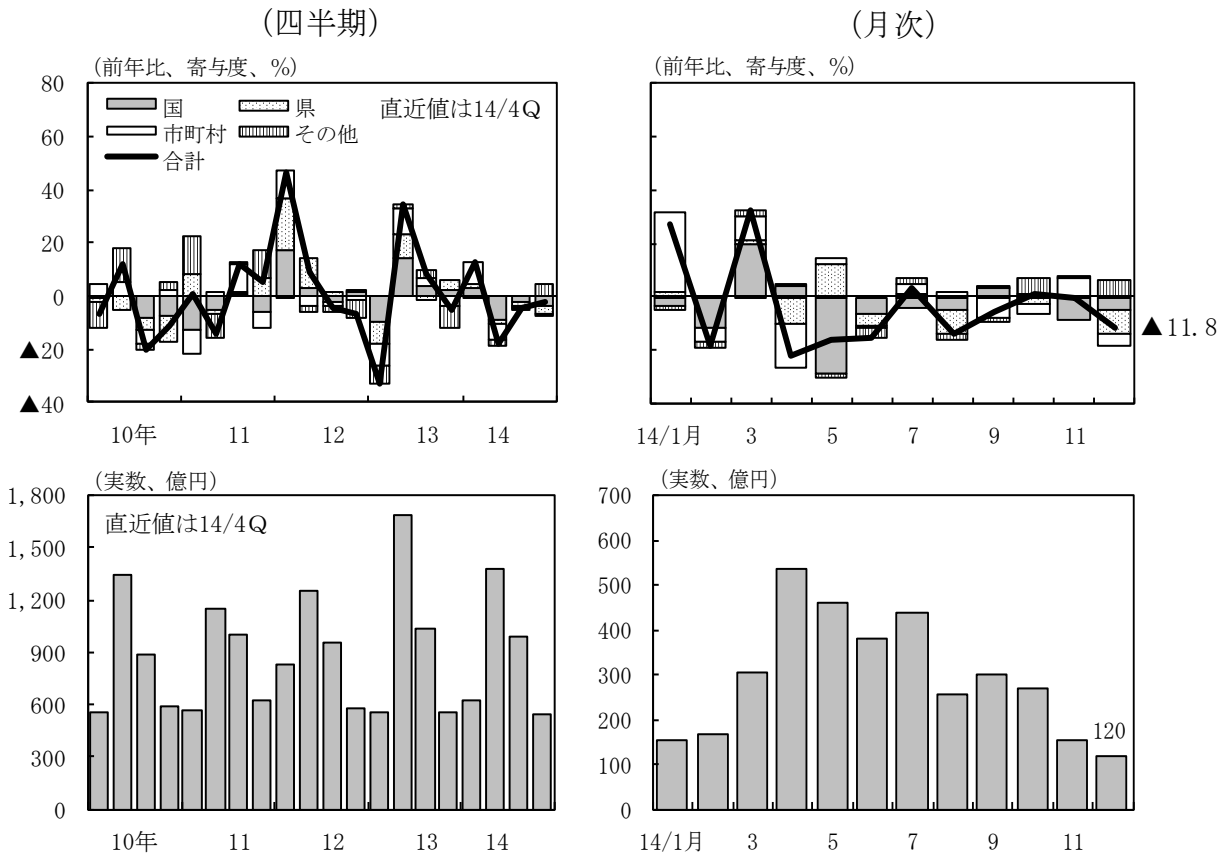 (四半期)
(前年比、寄与度、%)
80
60
40
20
0
▲20
▲40
国
県
市町村
その他
合計
直近値は14/4Q
10年 11 12 13 14
(月次)
(前年比、寄与度、%)
80
60
40
20
0
▲11.8
14/1月 3 5 7 9 11
(実数、億円)
1,800
1,500
1,200
900
600
300
0
直近値は14/4Q
10年 11 12 13 14
(実数、億円)
700
600
500
400
300
200
100
0
120
14/1月 3 5 7 9 11